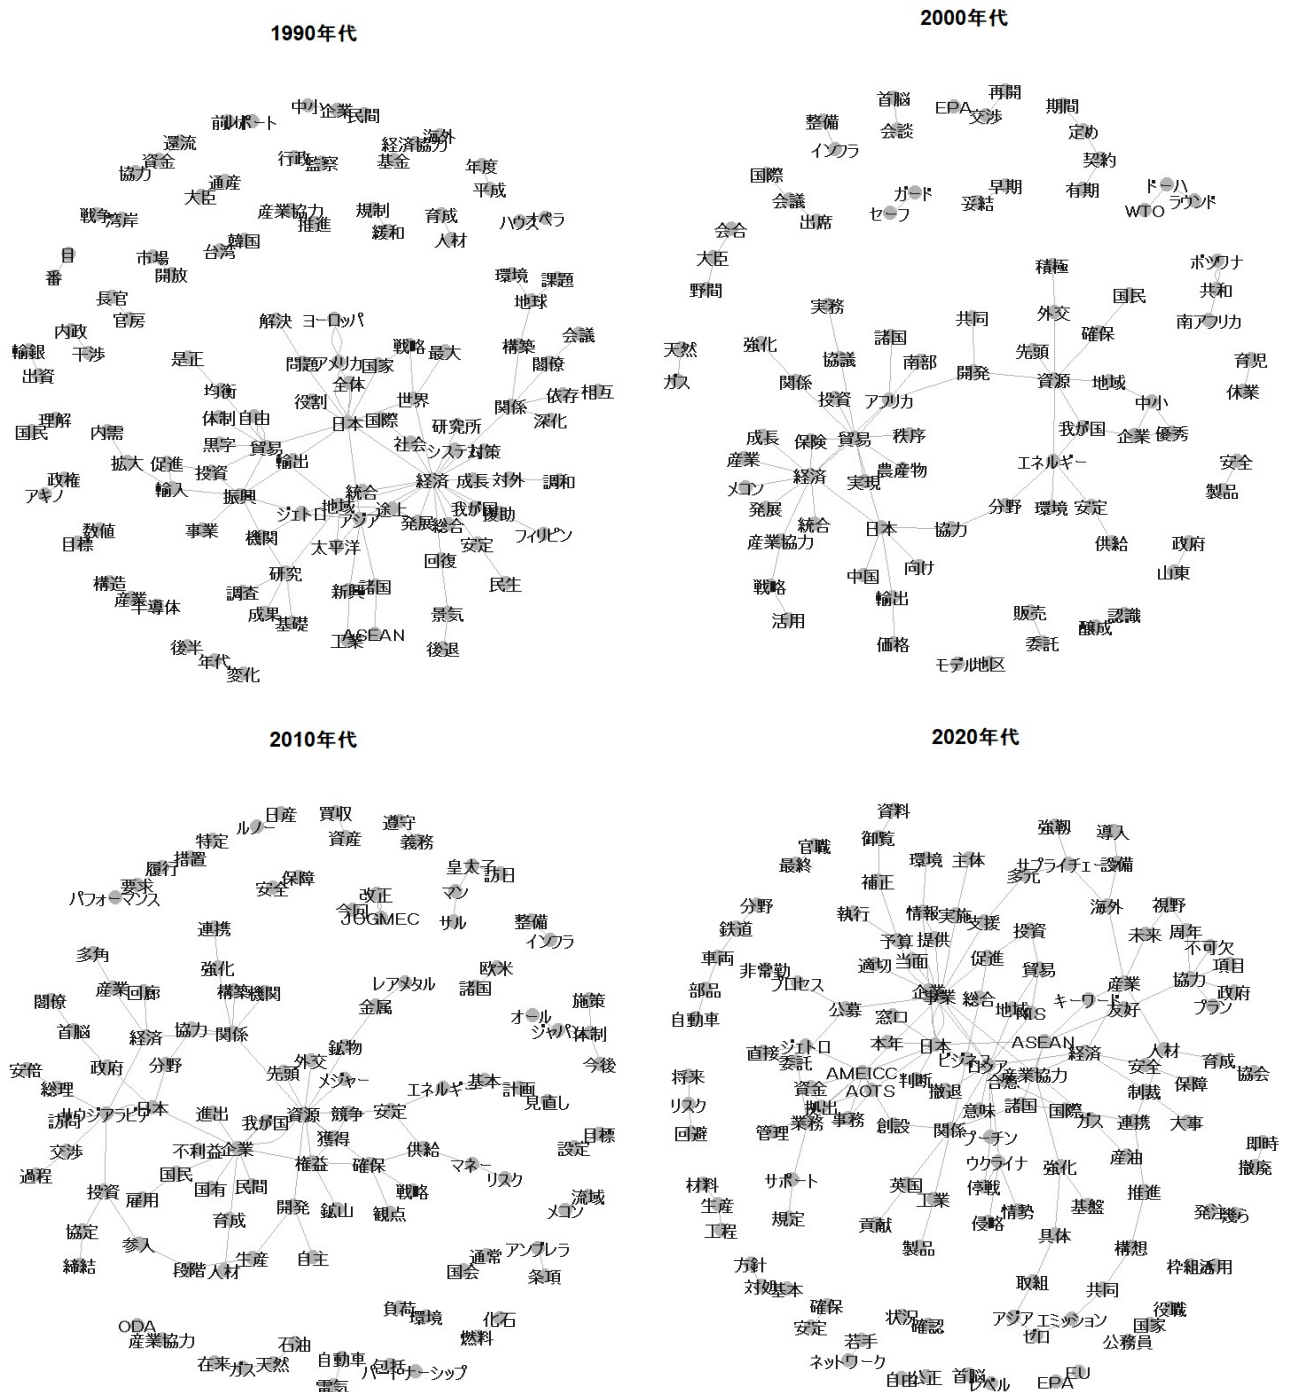 1990年代
中小
企業
民間
レポート
還流
資金
協力
行政
監察
経済協力
海外
基金
年度
平成
通産
大臣
戦争
湾岸
産業協力
推進
規制
緩和
育成
人材
ハウス
オペラ
韓国
台湾
目
番
市場
開放
長官
官房
環境
課題
地球
内政
干渉
輸銀
出資
是正
解決
ヨーロッパ
問題
アメリカ
国家
戦略
最大
構築
会議
閣僚
全体
均衡
役割
世界
依存
相互
関係
深化
理解
国民
内需
体制
自由
日本
国際
研究所
黒字
貿易
社会
システム
対策
拡大
促進
投資
輸出
政権
アキノ
輸入
振興
統合
経済
成長
対外
調和
ジェトロ
地域
途上
我が国
援助
アジア
発展
総合
フィリピン
数値
目標
事業
機関
太平洋
安定
回復
研究
構造
産業
半導体
調査
新興
諸国
民生
成果
基礎
景気
ASEAN
工業
後退
後半
年代
変化
2000年代
首脳
会談
EPA
再開
交渉
期間
定め
整備
インフラ
契約
国際
有期
ガード
セーフ
早期
妥結
ドーハ
ラウンド
WTO
会議
出席
会合
大臣
野間
積極
ボツワナ
国民
共和
南アフリカ
実務
共同
外交
確保
諸国
強化
天然
ガス
協議
南部
先頭
開発
資源
地域
育児
休業
関係
投資
アフリカ
中小
成長
保険
貿易
秩序
我が国
企業
優秀
産業
経済
農産物
エネルギー
安全
製品
メコン
実現
発展
統合
産業協力
日本
協力
分野
環境
安定
供給
政府
山東
戦略
中国
向け
輸出
活用
価格
販売
委託
認識
醸成
モデル
地区
2010年代
日産
ルノー
買収
資産
遵守
義務
特定
措置
履行
要求
パフォーマンス
安全
保障
皇太子
訪日
改正
今回
JOGMEC
マン
サル
整備
インフラ
連携
多角
強化
欧米
諸国
レアメタル
産業
回廊
構築
機関
閣僚
金属
施策
首脳
経済
協力
関係
オール
ジャパン
体制
鉱物
外交
今後
安倍
政府
分野
先頭
メジャー
総理
エネルギー
基本
計画
見直し
サウジアラビア
日本
訪問
進出
我が国
資源
競争
安定
交渉
不利益
企業
獲得
供給
目標
設定
過程
国民
権益
確保
マネー
リスク
投資
雇用
国有
民間
戦略
育成
開発
鉱山
観点
流域
メコン
協定
参入
締結
段階
人材
生産
自主
通常
国会
アンブレラ
条項
ODA
産業協力
負荷
環境
化石
燃料
石油
在来
ガス
天然
自動車
電気
包括
パートナーシップ
2020年代
資料
御覧
強靱
導入
官職
最終
環境
主体
サプライチェーン
設備
多元
補正
分野
執行
情報
実施
支援
海外
視野
鉄道
投資
未来
周年
不可欠
予算
提供
車両
非常勤
適切
当面
促進
貿易
協力
項目
プロセス
産業
政府
部品
企業
事業
総合
キーワード
プラン
自動車
公募
窓口
地域
友好
ジェトロ
本年
日本
ASEAN
直接
委託
ビジネス
ロシア
経済
人材
AMEICC
判断
合意
産業協力
安全
育成
協会
将来
資金
AOTS
撤退
保障
リスク
拠出
制裁
回避
業務
事務
意味
諸国
国際
ガス
連携
大事
管理
創設
関係
プーチン
即時
撤廃
ウクライナ
強化
産油
材料
サポート
英国
停戦
推進
生産
規定
工業
情勢
基盤
発注
残ら
工程
貢献
侵略
製品
具体
構想
方針
枠組
活用
対処
基本
取組
共同
役職
確保
安定
状況
確認
アジア
エミッション
ゼロ
国家
公務員
若手
ネットワーク
自由
公正
首脳
レベル
EPA
EU